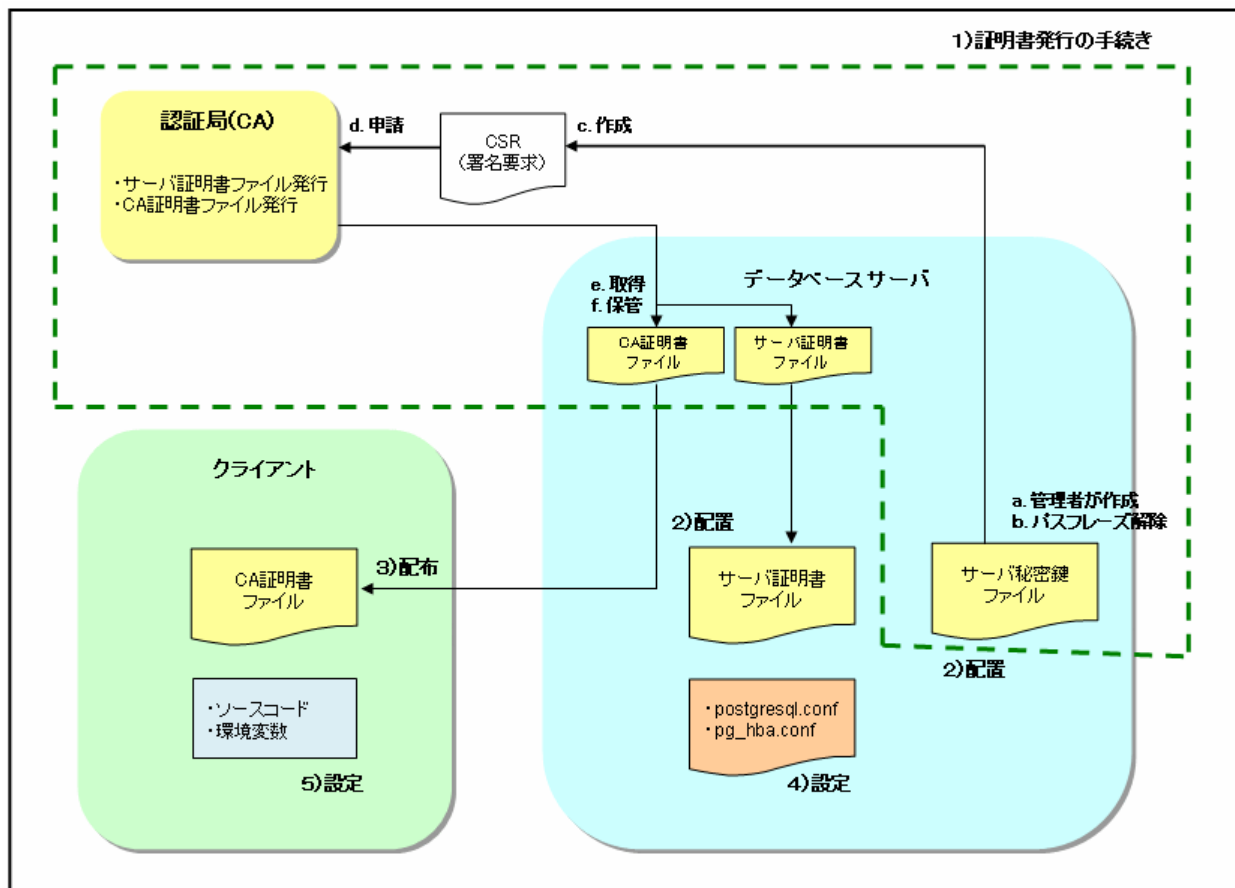 1)証明書発行の手続き
認証局(CA)
・サーバ証明書ファイル発行
・CA証明書ファイル発行
d. 申請
CSR
(署名要求)
c. 作成
データベースサーバ
e. 取得
f. 保管
CA証明書
ファイル
サーバ証明書
ファイル
クライアント
a. 管理者が作成
b. パスフレーズ解除
2)配置
3)配布
CA証明書
ファイル
サーバ証明書
ファイル
サーバ秘密鍵
ファイル
2)配置
・ソースコード
・環境変数
・postgresql.conf
・pg_hba.conf
5)設定
4)設定